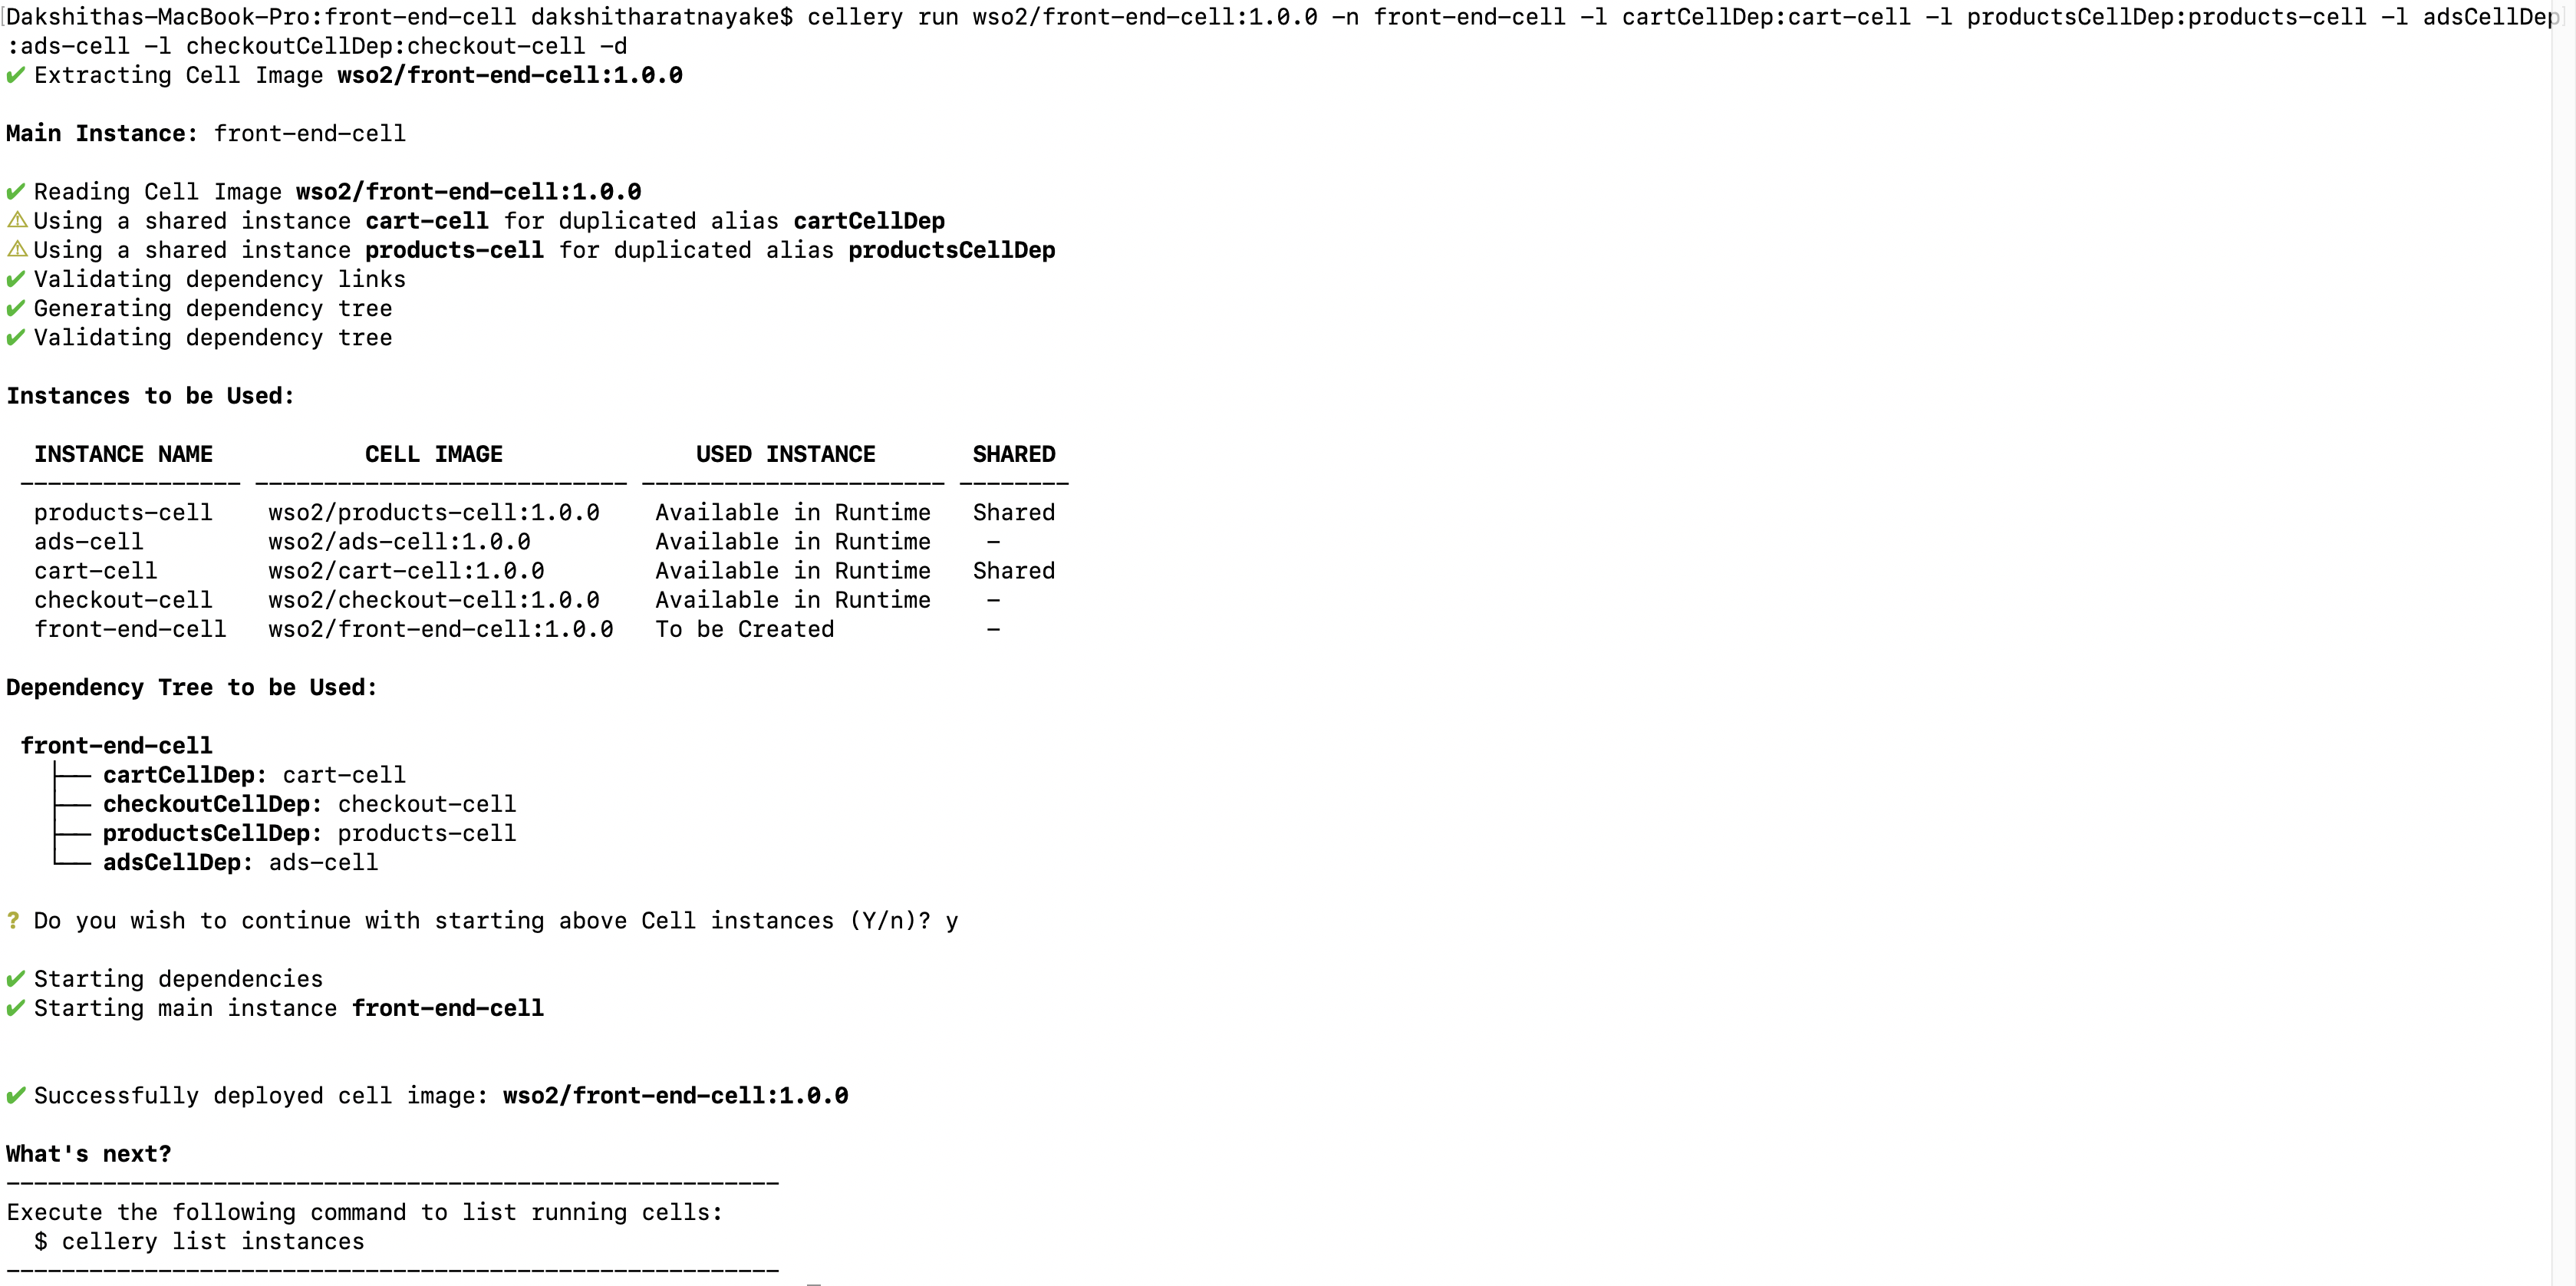 [Dakshithas-MacBook-Pro:front-end-cell dakshitharatnayake$ cellery run wso2/front-end-cell:1.0.0 -n front-end-cell -l cartCellDep:cart-cell -l productsCellDep:products-cell -l adsCellDep]
:ads-cell -l checkoutCellDep:checkout-cell -d
✔ Extracting Cell Image wso2/front-end-cell:1.0.0
Main Instance: front-end-cell
✔ Reading Cell Image wso2/front-end-cell:1.0.0
⚠ Using a shared instance cart-cell for duplicated alias cartCellDep
⚠ Using a shared instance products-cell for duplicated alias productsCellDep
✔ Validating dependency links
✔ Generating dependency tree
✔ Validating dependency tree
Instances to be Used:
INSTANCE NAME CELL IMAGE USED INSTANCE SHARED
---------------- --------------------------- ---------------------- --------
products-cell wso2/products-cell:1.0.0 Available in Runtime Shared
ads-cell wso2/ads-cell:1.0.0 Available in Runtime -
cart-cell wso2/cart-cell:1.0.0 Available in Runtime Shared
checkout-cell wso2/checkout-cell:1.0.0 Available in Runtime -
front-end-cell wso2/front-end-cell:1.0.0 To be Created -
Dependency Tree to be Used:
front-end-cell
├── cartCellDep: cart-cell
├── checkoutCellDep: checkout-cell
├── productsCellDep: products-cell
└── adsCellDep: ads-cell
? Do you wish to continue with starting above Cell instances (Y/n)? y
✔ Starting dependencies
✔ Starting main instance front-end-cell
✔ Successfully deployed cell image: wso2/front-end-cell:1.0.0
What's next?
--------------------------------------------------------
Execute the following command to list running cells:
$ cellery list instances
--------------------------------------------------------